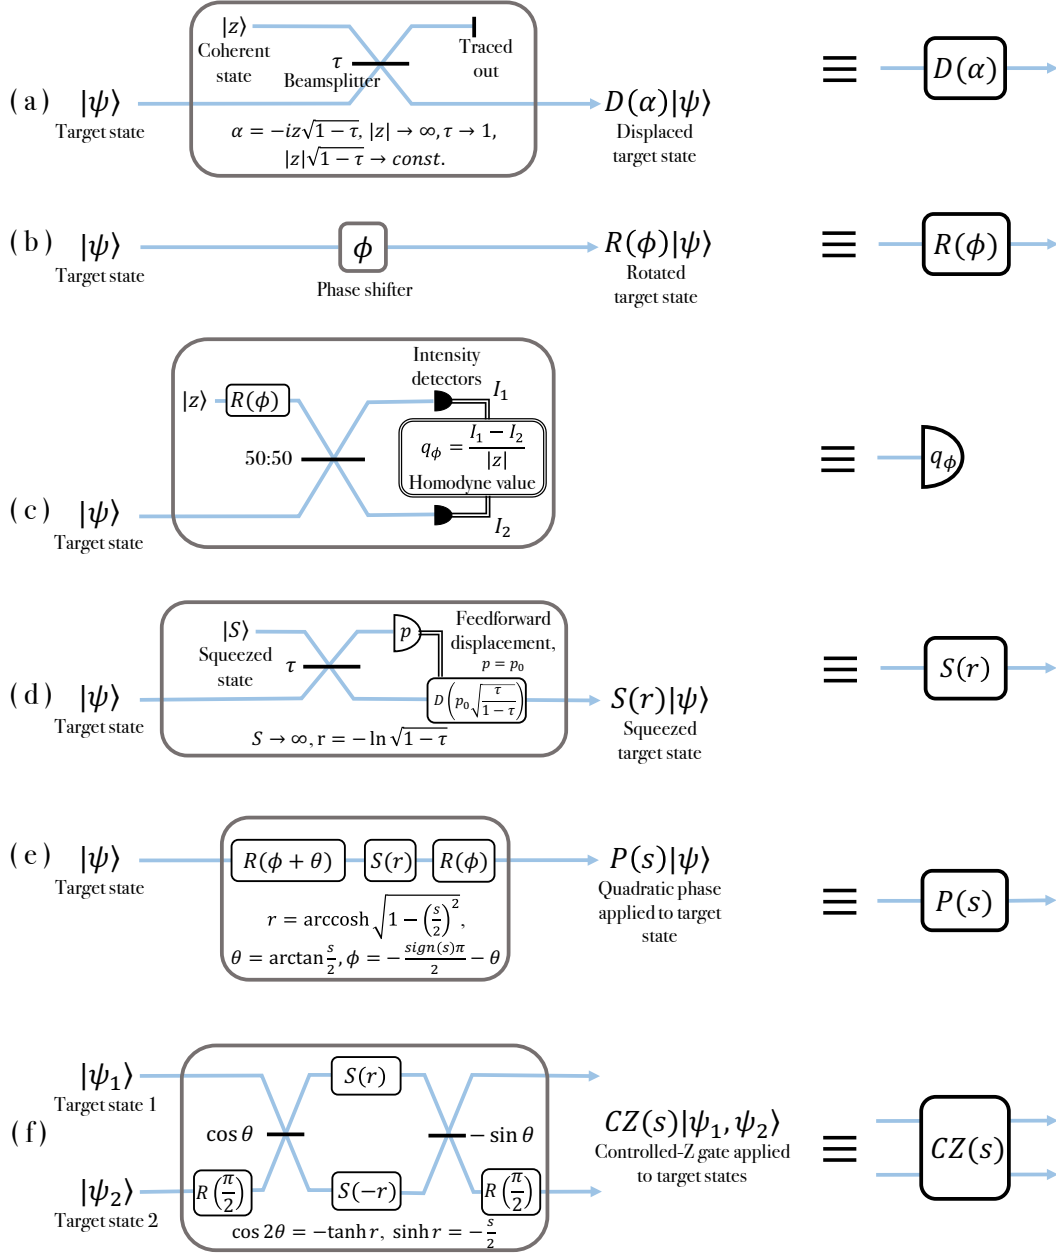 |z⟩
Coherent
state
τ
Beamsplitter
Traced
out
(a) |ψ⟩
Target state
α = −iz√(1 − τ), |z| → ∞, τ → 1,
|z|√(1 − τ) → const.
D(α)|ψ⟩
Displaced
target state
≡ D(α)
(b) |ψ⟩
Target state
ϕ
Phase shifter
R(ϕ)|ψ⟩
Rotated
target state
≡ R(ϕ)
|z⟩ R(ϕ)
50:50
Intensity
detectors
I₁
q_ϕ = (I₁ − I₂)/|z|
Homodyne value
I₂
(c) |ψ⟩
Target state
≡ q_ϕ
|S⟩
Squeezed
state
τ
p
Feedforward
displacement,
p = p₀
D(p₀√(τ/(1 − τ)))
(d) |ψ⟩
Target state
S → ∞, r = −ln √(1 − τ)
S(r)|ψ⟩
Squeezed
target state
≡ S(r)
(e) |ψ⟩
Target state
R(ϕ + θ) S(r) R(ϕ)
r = arccosh √(1 − (s/2)²),
θ = arctan s/2, ϕ = − sign(s)π/2 − θ
P(s)|ψ⟩
Quadratic phase
applied to target
state
≡ P(s)
|ψ₁⟩
Target state 1
(f)
|ψ₂⟩
Target state 2
S(r)
cos θ
− sin θ
R(π/2) S(−r) R(π/2)
cos 2θ = −tanh r, sinh r = − s/2
CZ(s)|ψ₁, ψ₂⟩
Controlled-Z gate applied
to target states
≡ CZ(s)